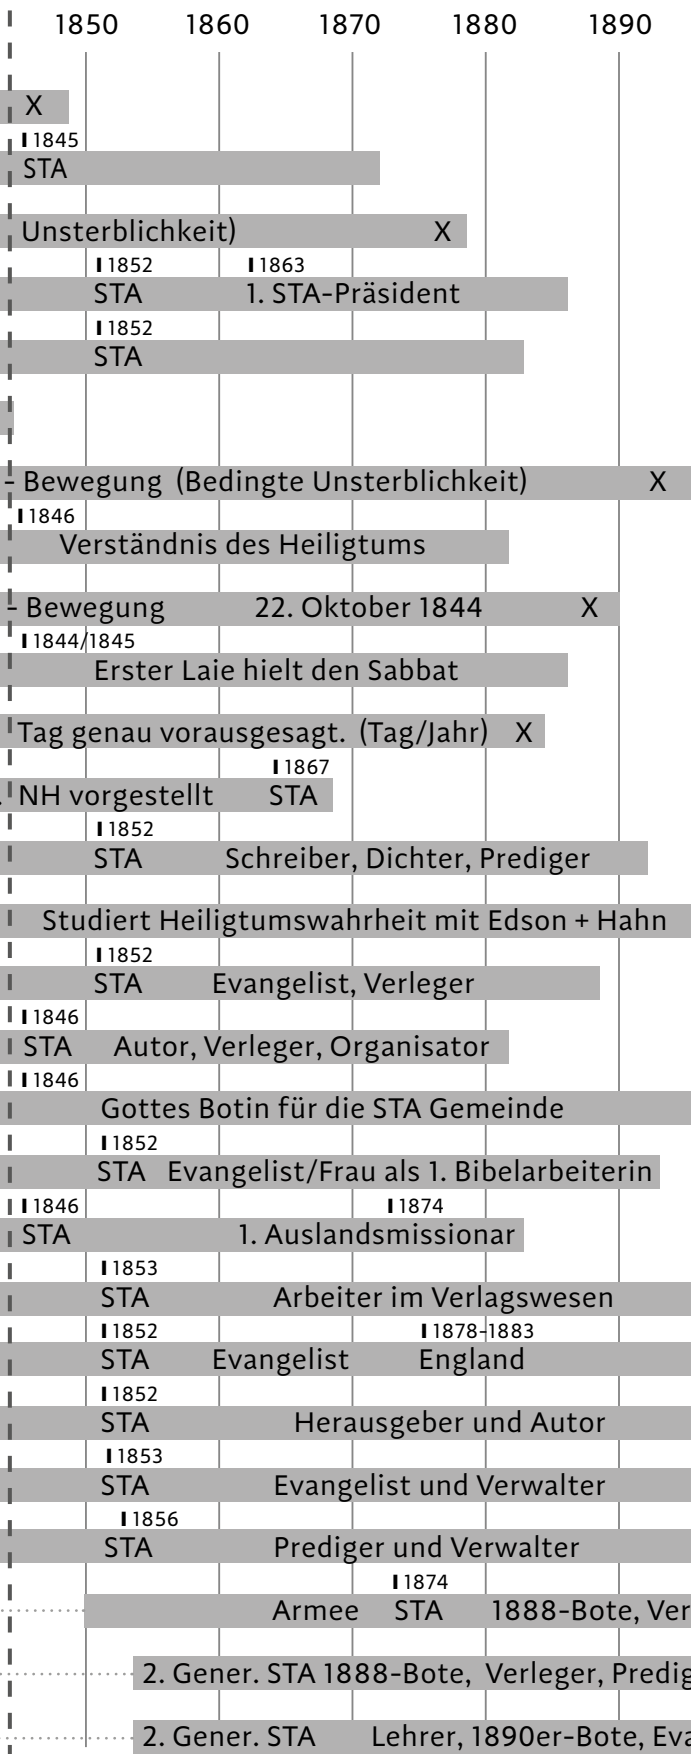 1850 1860 1870 1880 1890
X
1845
STA
Unsterblichkeit) X
1852 1863
STA 1. STA-Präsident
1852
STA
- Bewegung (Bedingte Unsterblichkeit) X
1846
Verständnis des Heiligtums
- Bewegung 22. Oktober 1844 X
1844/1845
Erster Laie hielt den Sabbat
Tag genau vorausgesagt. (Tag/Jahr) X
1867
. NH vorgestellt STA
1852
STA Schreiber, Dichter, Prediger
Studiert Heiligtumswahrheit mit Edson + Hahn
1852
STA Evangelist, Verleger
1846
STA Autor, Verleger, Organisator
1846
Gottes Botin für die STA Gemeinde
1852
STA Evangelist/Frau als 1. Bibelarbeiterin
1846 1874
STA 1. Auslandsmissionar
1853
STA Arbeiter im Verlagswesen
1852 1878-1883
STA Evangelist England
1852
STA Herausgeber und Autor
1853
STA Evangelist und Verwalter
1856
STA Prediger und Verwalter
1874
Armee STA 1888-Bote, Ver
2. Gener. STA 1888-Bote, Verleger, Predig
2. Gener. STA Lehrer, 1890er-Bote, Eva